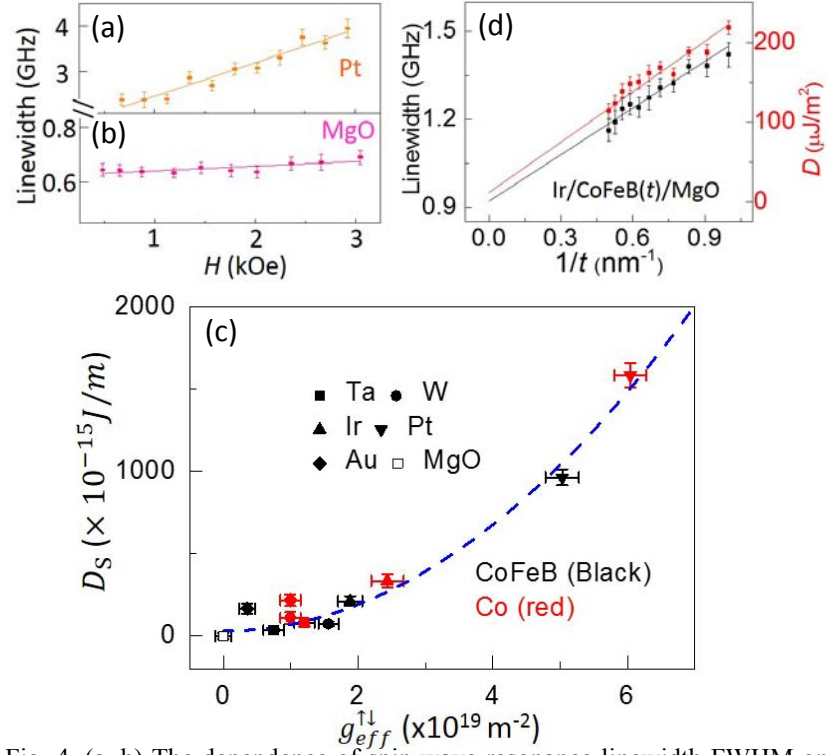 (a)
4
3
Linewidth (GHz)
Pt
(b)
MgO
0.8
0.6
1 2 3
H (kOe)
(d)
1.5
1.2
0.9
Linewidth (GHz)
200
100
0
D (μJ/m²)
Ir/CoFeB(t)/MgO
0.0 0.3 0.6 0.9
1/t (nm⁻¹)
(c)
2000
1000
0
D_S (× 10⁻¹⁵J/m)
Ta W
Ir Pt
Au MgO
CoFeB (Black)
Co (red)
0 2 4 6
g_eff^↑↓ (x10¹⁹ m⁻²)